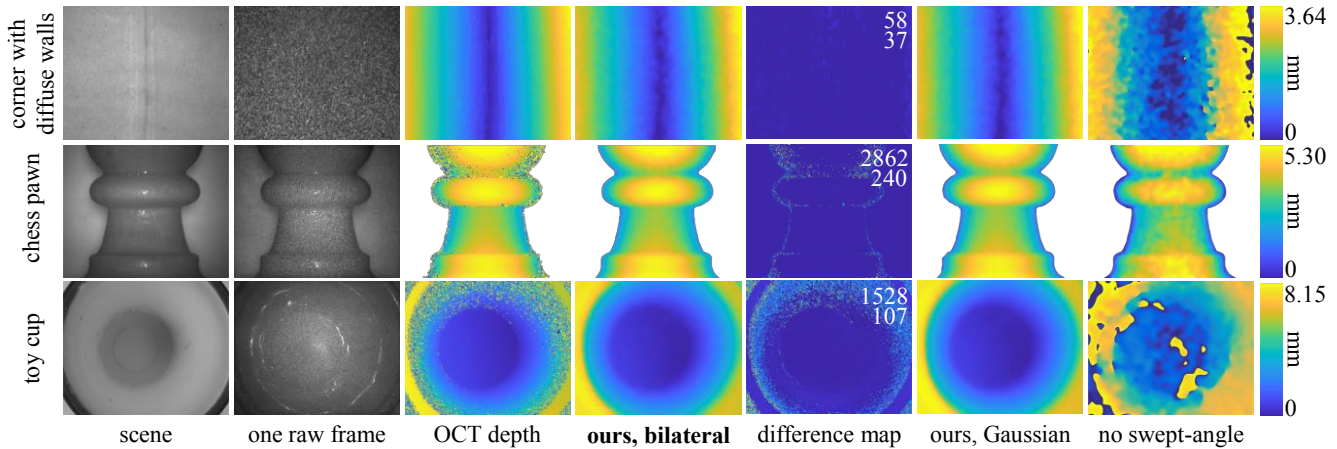 corner with
diffuse walls
58
37
3.64
mm
0
chess pawn
2862
240
5.30
mm
0
toy cup
1528
107
8.15
mm
0
scene
one raw frame
OCT depth
ours, bilateral
difference map
ours, Gaussian
no swept-angle